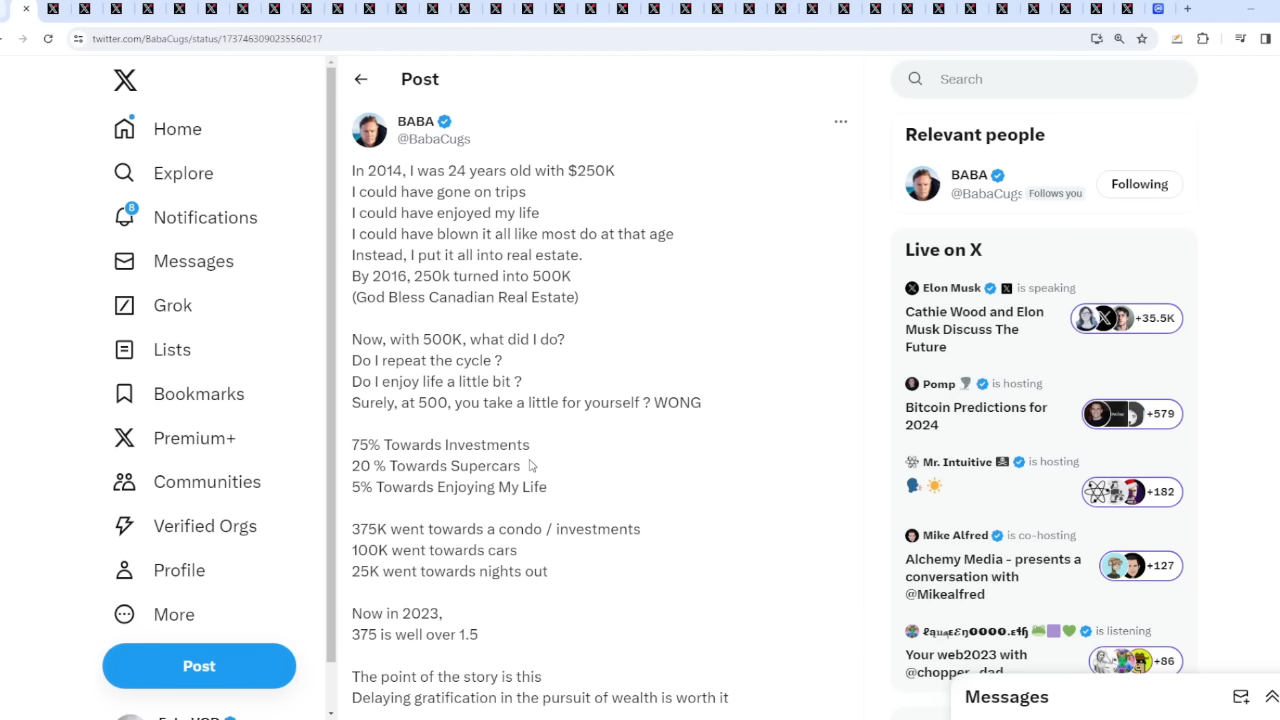 twitter.com/BabaCugs/status/1737463090235560217
Home
Explore
8
Notifications
Messages
Grok
Lists
Bookmarks
Premium+
Communities
Verified Orgs
Profile
More
Post
Post
BABA
@BabaCugs
In 2014, I was 24 years old with $250K
I could have gone on trips
I could have enjoyed my life
I could have blown it all like most do at that age
Instead, I put it all into real estate.
By 2016, 250k turned into 500K
(God Bless Canadian Real Estate)
Now, with 500K, what did I do?
Do I repeat the cycle ?
Do I enjoy life a little bit ?
Surely, at 500, you take a little for yourself ? WONG
75% Towards Investments
20 % Towards Supercars
5% Towards Enjoying My Life
375K went towards a condo / investments
100K went towards cars
25K went towards nights out
Now in 2023,
375 is well over 1.5
The point of the story is this
Delaying gratification in the pursuit of wealth is worth it
Search
Relevant people
BABA
@BabaCugs Follows you
Following
Live on X
Elon Musk is speaking
Cathie Wood and Elon
Musk Discuss The
Future
+35.5K
Pomp is hosting
Bitcoin Predictions for
2024
+579
Mr. Intuitive is hosting
+182
Mike Alfred is co-hosting
Alchemy Media - presents a
conversation with
@Mikealfred
+127
is listening
Your web2023 with
@chopper_dad
+86
Messages